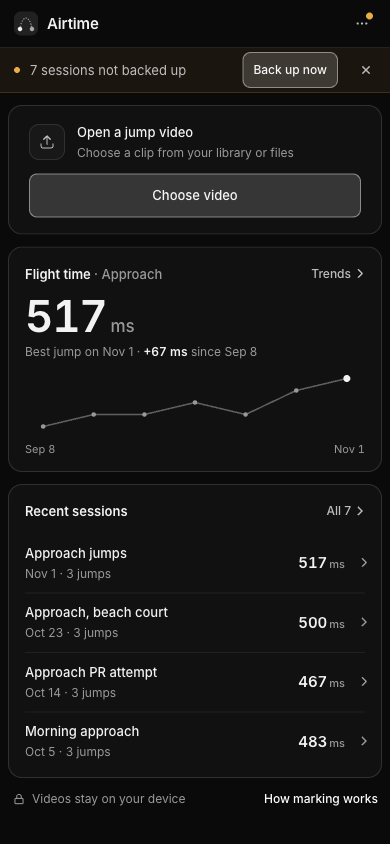 Airtime
7 sessions not backed up
Back up now
Open a jump video
Choose a clip from your library or files
Choose video
Flight time · Approach
Trends
517 ms
Best jump on Nov 1 · +67 ms since Sep 8
Sep 8
Nov 1
Recent sessions
All 7
Approach jumps
Nov 1 · 3 jumps
517 ms
Approach, beach court
Oct 23 · 3 jumps
500 ms
Approach PR attempt
Oct 14 · 3 jumps
467 ms
Morning approach
Oct 5 · 3 jumps
483 ms
Videos stay on your device
How marking works